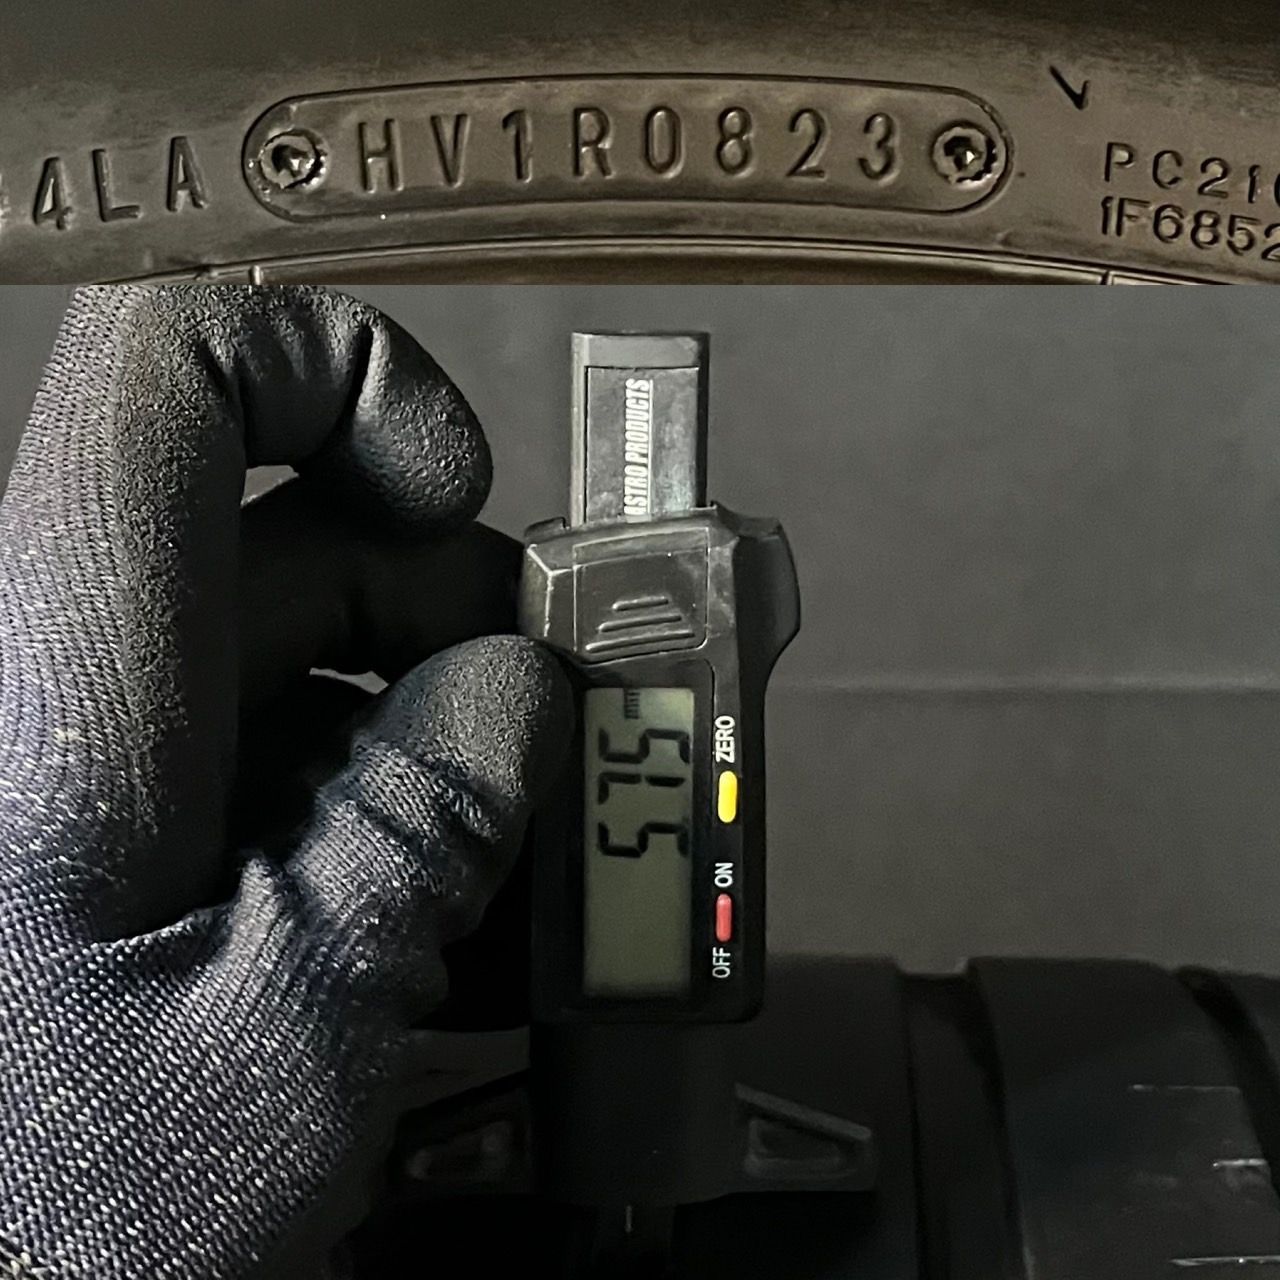 4LA HV1R0823
PC21
1F6852
ASTRO PRODUCTS
5.75 mm
OFF ON ZERO